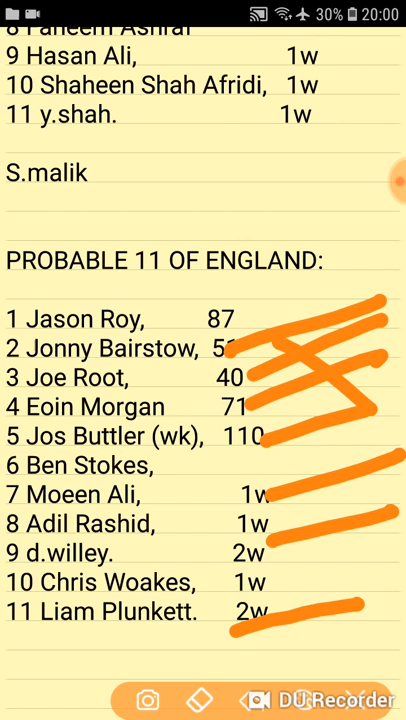 30% 20:00
8 Faheem Ashraf
9 Hasan Ali, 1w
10 Shaheen Shah Afridi, 1w
11 y.shah. 1w
S.malik
PROBABLE 11 OF ENGLAND:
1 Jason Roy, 87
2 Jonny Bairstow,
3 Joe Root, 40
4 Eoin Morgan 71
5 Jos Buttler (wk), 110
6 Ben Stokes,
7 Moeen Ali, 1w
8 Adil Rashid, 1w
9 d.willey. 2w
10 Chris Woakes, 1w
11 Liam Plunkett. 2w
DU Recorder